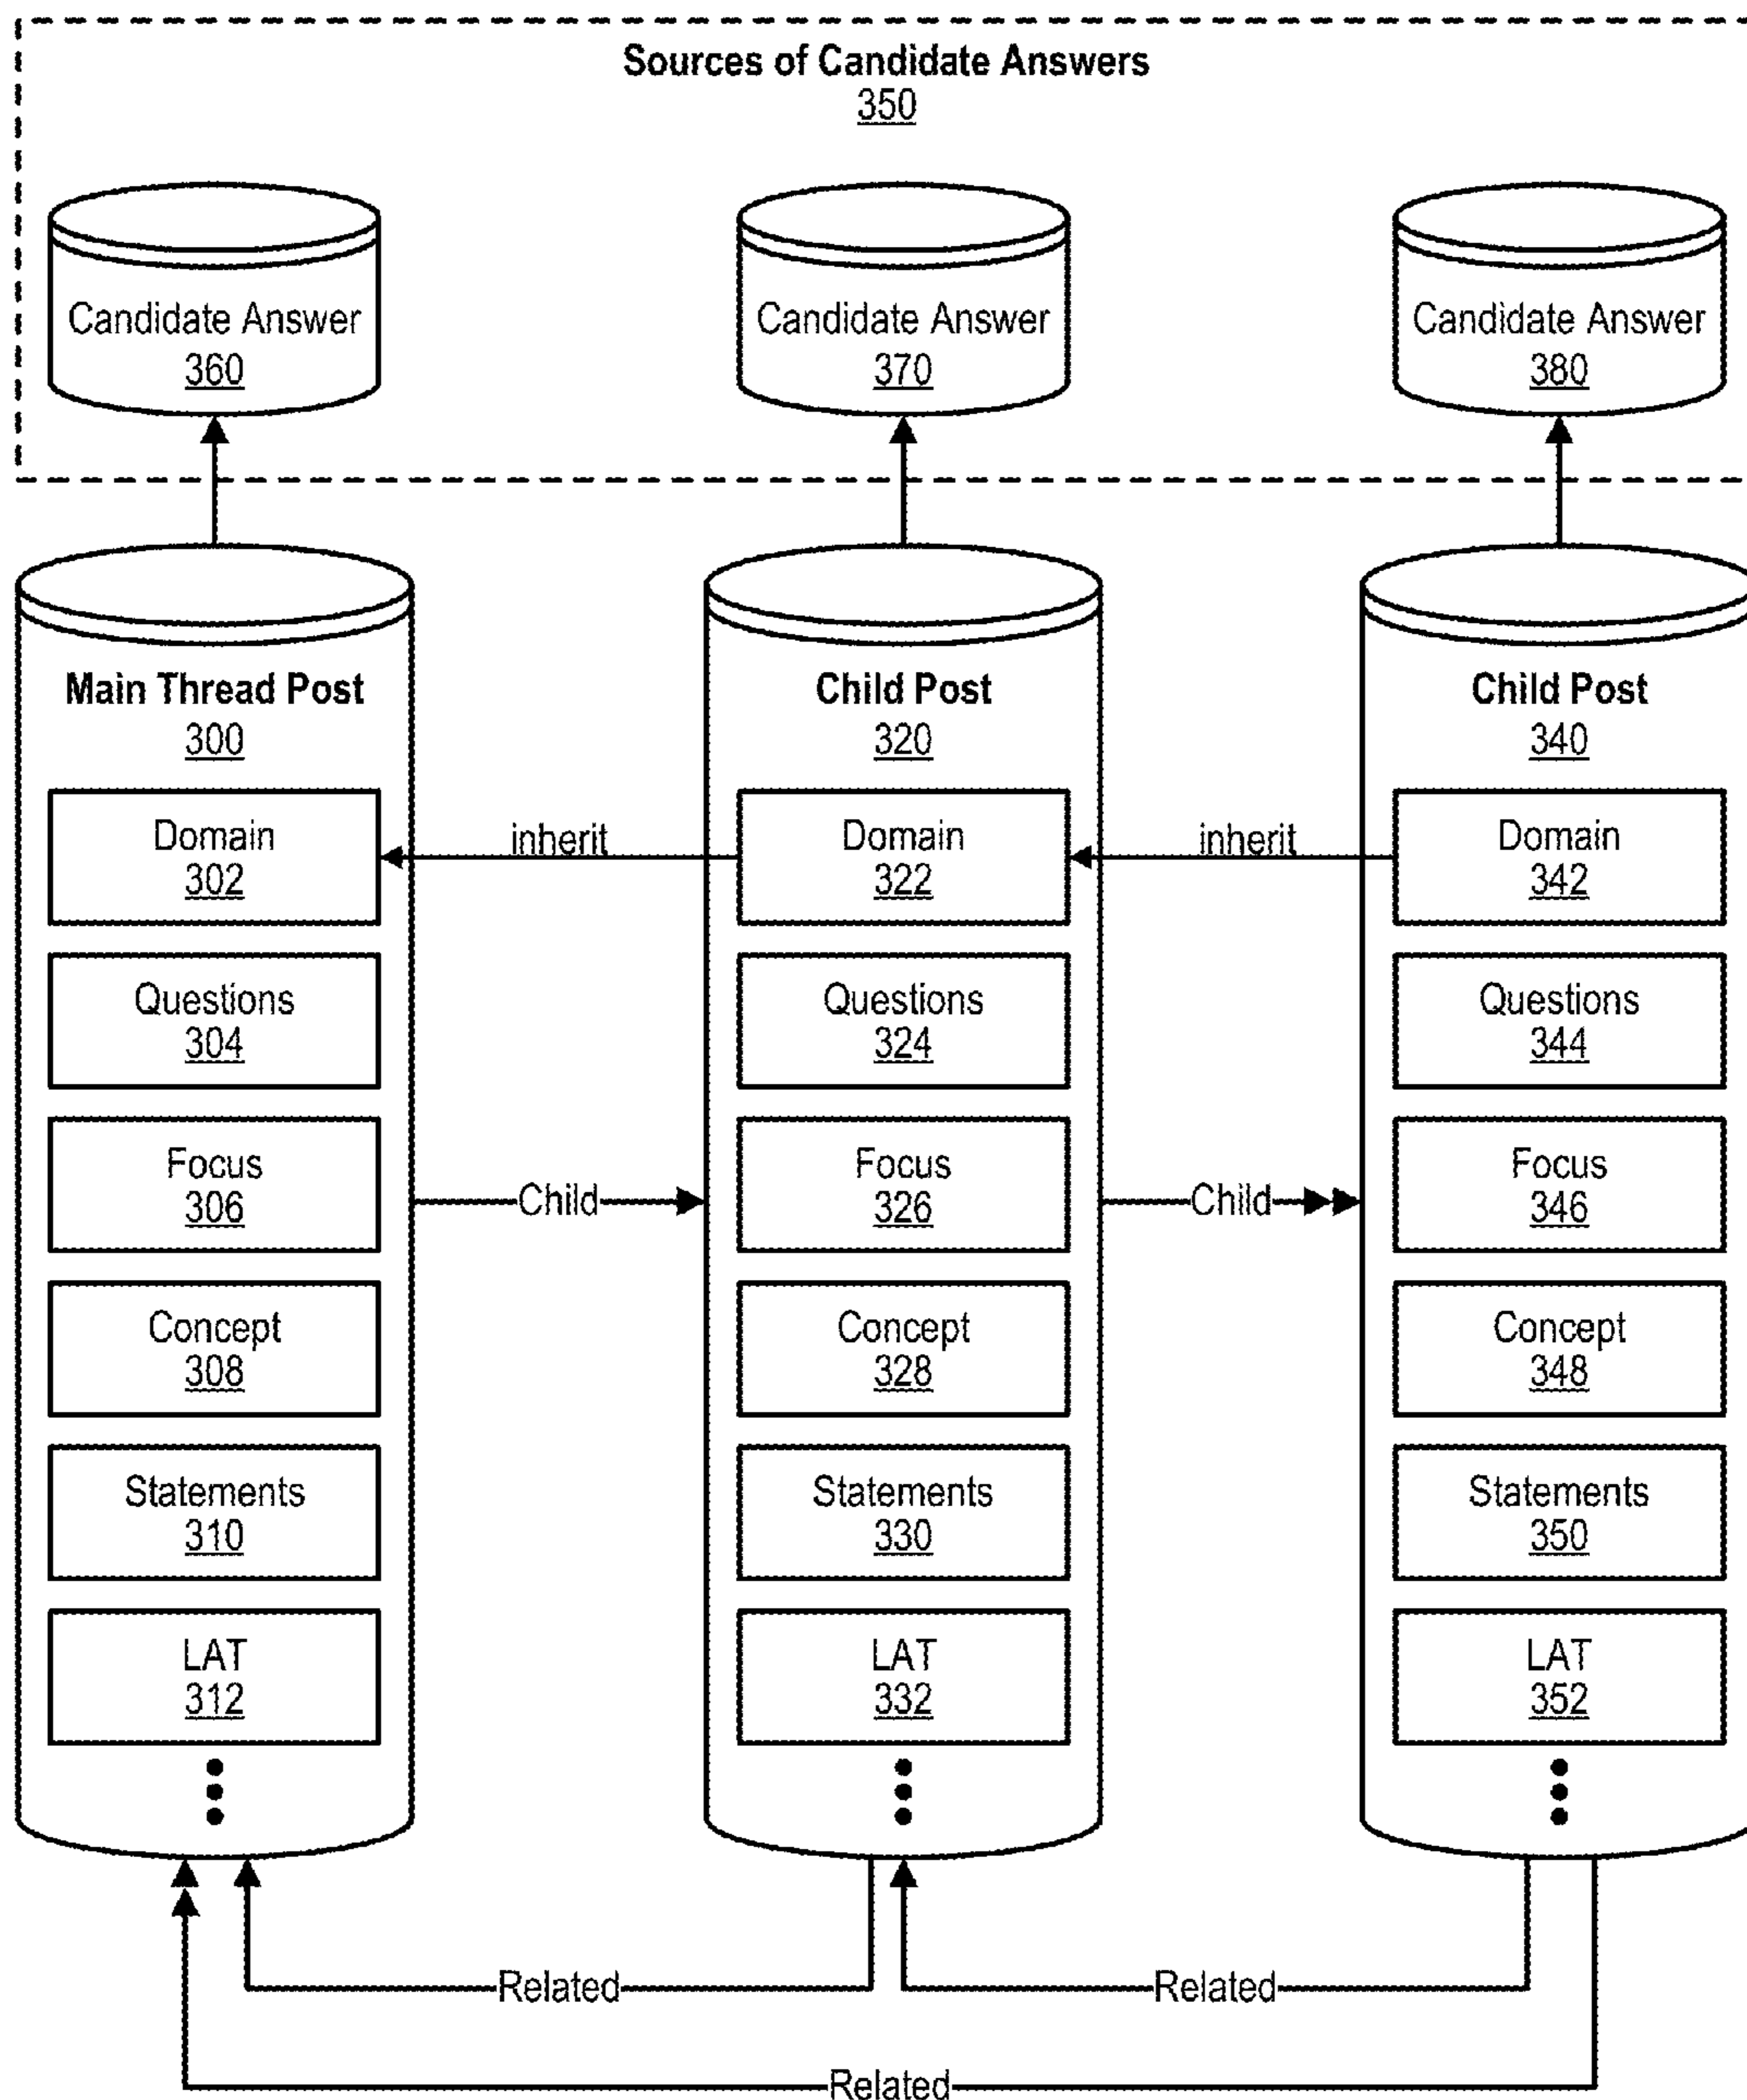 Sources of Candidate Answers
350
Candidate Answer
360
Candidate Answer
370
Candidate Answer
380
Main Thread Post
300
Child Post
320
Child Post
340
Domain
302
inherit
Domain
322
inherit
Domain
342
Questions
304
Questions
324
Questions
344
Focus
306
Child
Focus
326
Child
Focus
346
Concept
308
Concept
328
Concept
348
Statements
310
Statements
330
Statements
350
LAT
312
LAT
332
LAT
352
Related
Related
Related